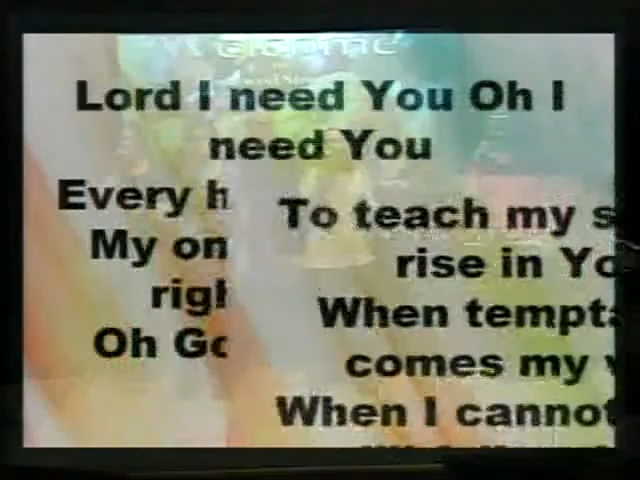 Welcome
Lord I need You Oh I
need You
Every h
My on
righ
Oh Go
To teach my s
rise in Yo
When tempta
comes my
When I cannot